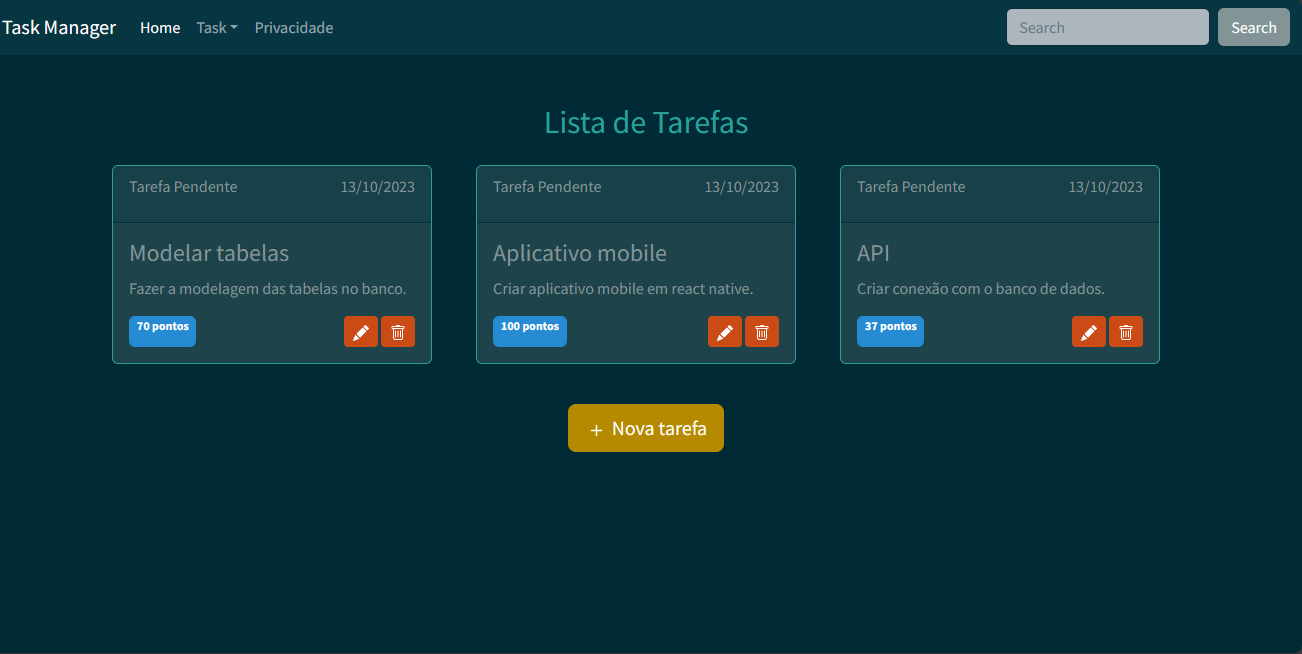 Task Manager Home Task Privacidade Search Search
Lista de Tarefas
Tarefa Pendente 13/10/2023
Modelar tabelas
Fazer a modelagem das tabelas no banco.
70 pontos
Tarefa Pendente 13/10/2023
Aplicativo mobile
Criar aplicativo mobile em react native.
100 pontos
Tarefa Pendente 13/10/2023
API
Criar conexão com o banco de dados.
37 pontos
+ Nova tarefa